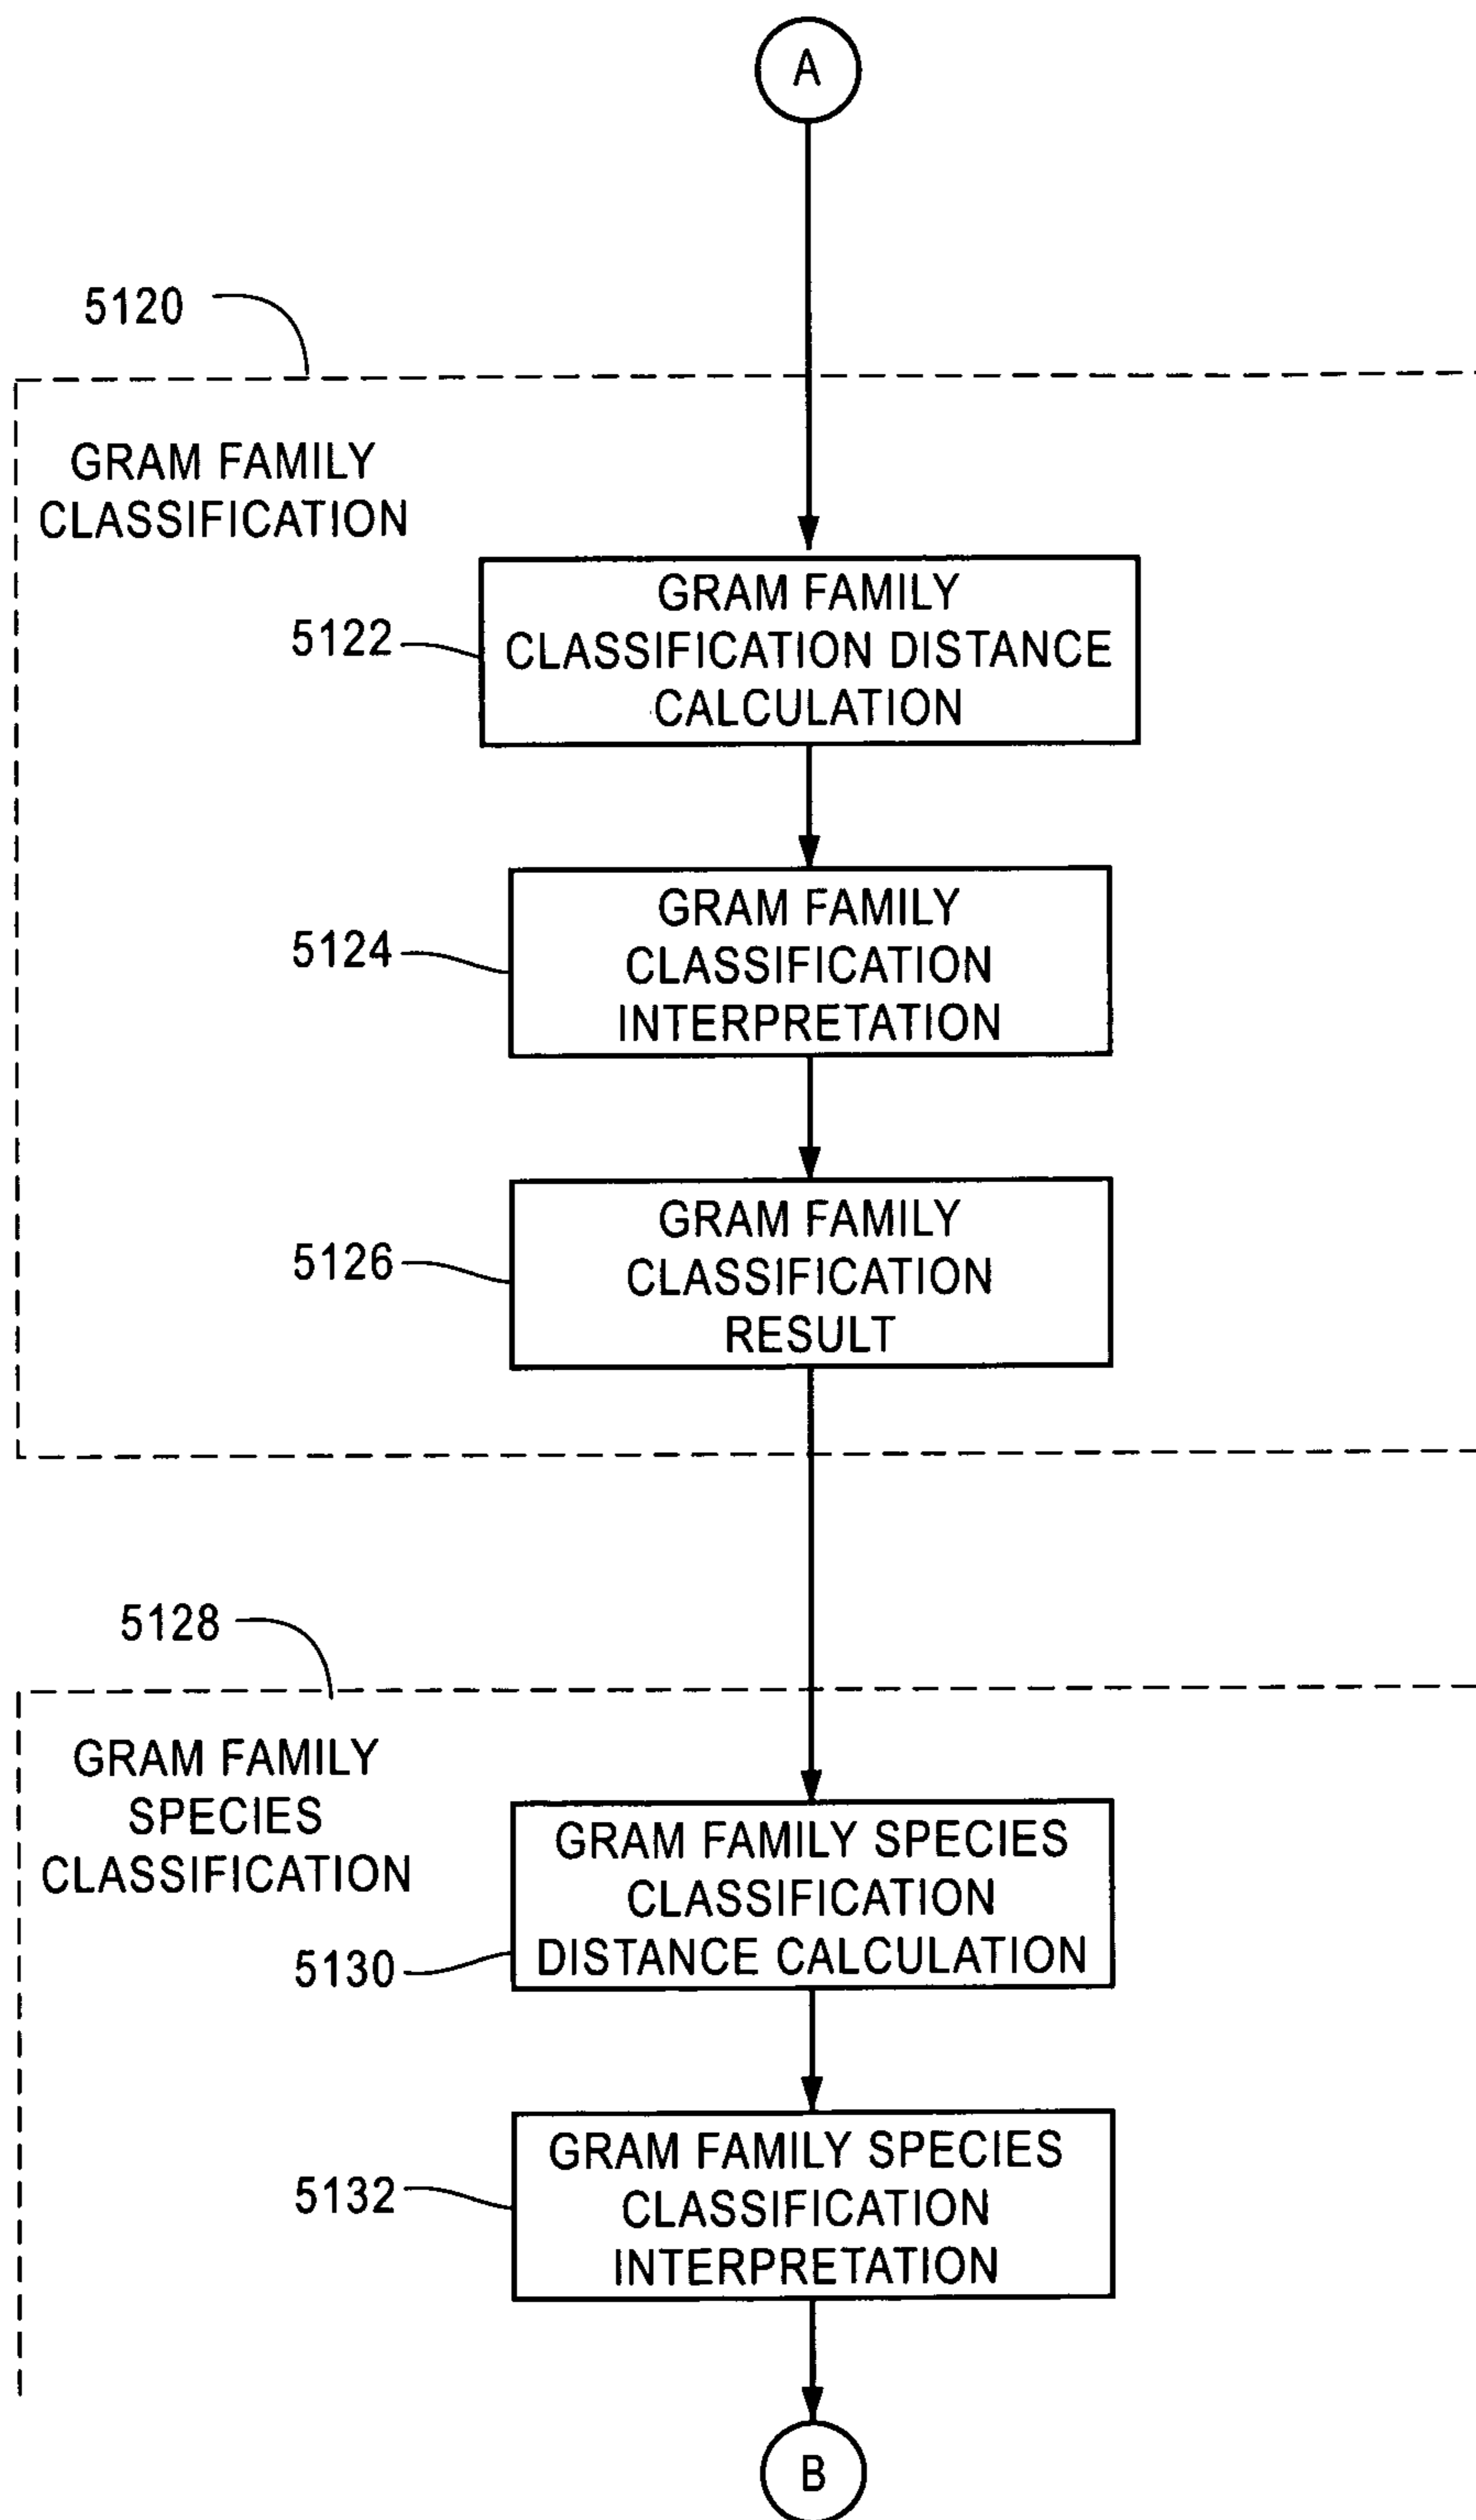 A
5120
GRAM FAMILY
CLASSIFICATION
5122
GRAM FAMILY
CLASSIFICATION DISTANCE
CALCULATION
5124
GRAM FAMILY
CLASSIFICATION
INTERPRETATION
5126
GRAM FAMILY
CLASSIFICATION
RESULT
5128
GRAM FAMILY
SPECIES
CLASSIFICATION
5130
GRAM FAMILY SPECIES
CLASSIFICATION
DISTANCE CALCULATION
5132
GRAM FAMILY SPECIES
CLASSIFICATION
INTERPRETATION
B